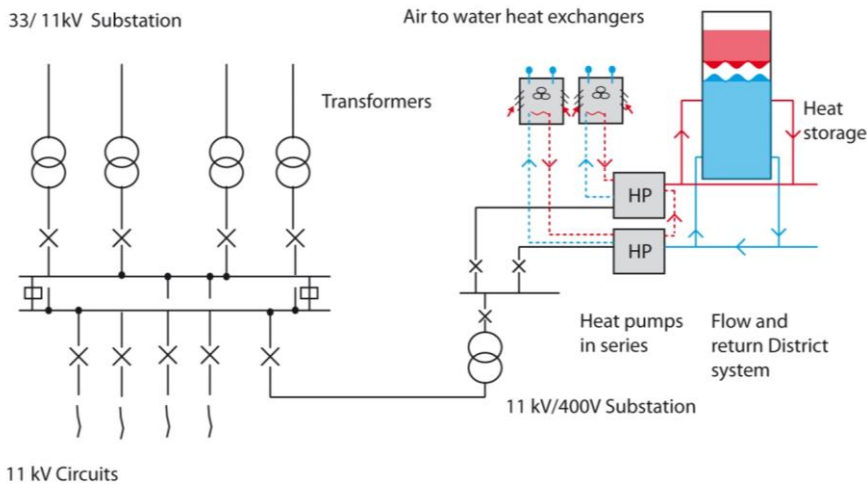 33/ 11kV  Substation
Air to water heat exchangers
Transformers
Heat
storage
HP
HP
Heat pumps
in series
Flow and
return District
system
11 kV/400V Substation
11 kV Circuits